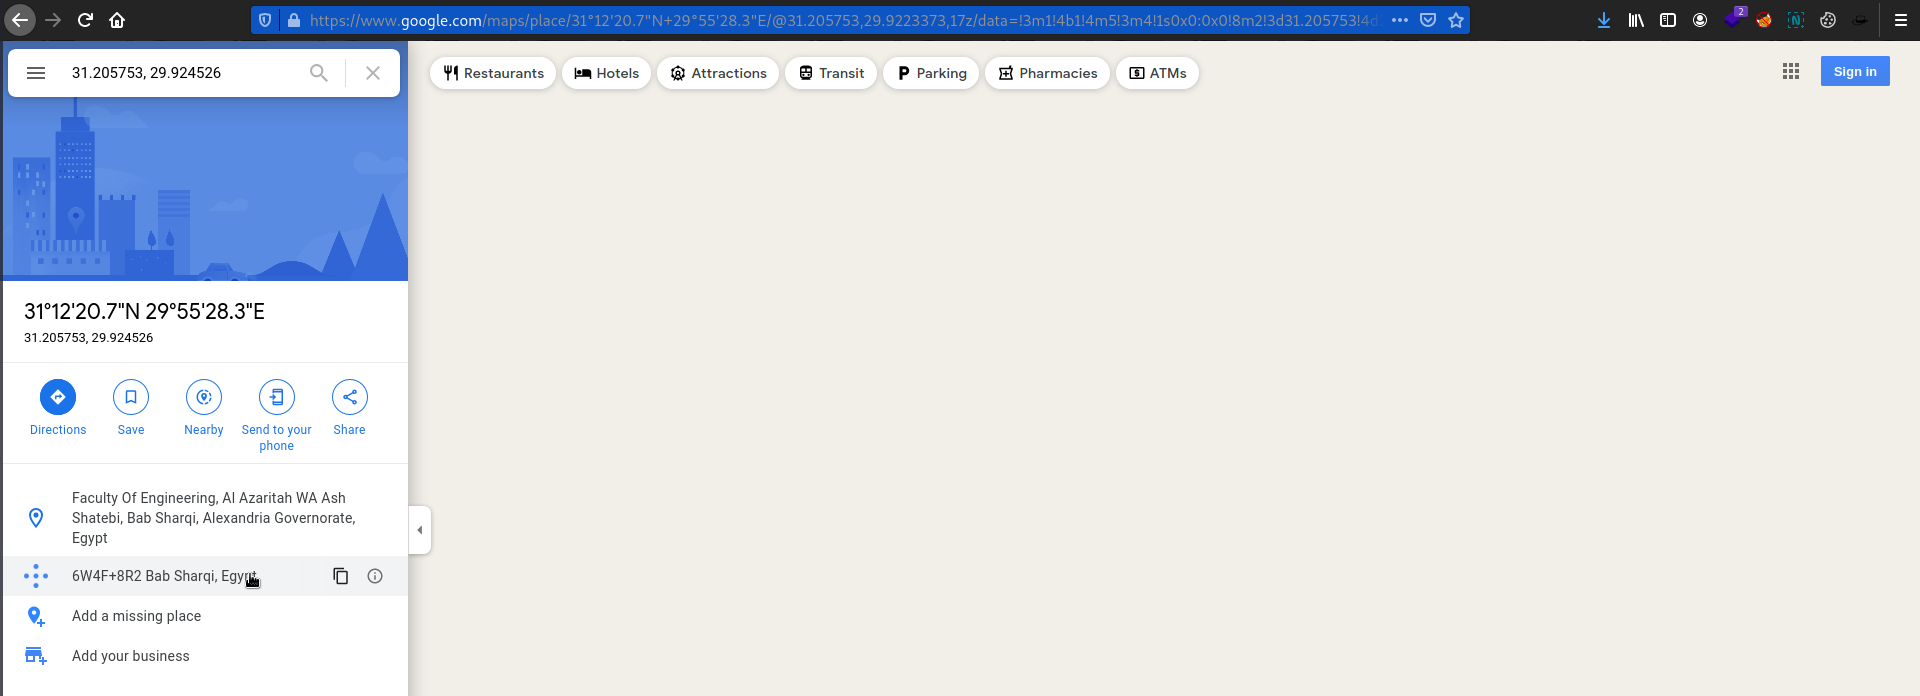 https://www.google.com/maps/place/31°12'20.7"N+29°55'28.3"E/@31.205753,29.9223373,17z/data=!3m1!4b1!4m5!3m4!1s0x0:0x0!8m2!3d31.205753!4d
2
31.205753, 29.924526
Restaurants Hotels Attractions Transit Parking Pharmacies ATMs
Sign in
31°12'20.7"N 29°55'28.3"E
31.205753, 29.924526
Directions Save Nearby Send to your phone Share
Faculty Of Engineering, Al Azaritah WA Ash
Shatebi, Bab Sharqi, Alexandria Governorate,
Egypt
6W4F+8R2 Bab Sharqi, Egypt
Add a missing place
Add your business